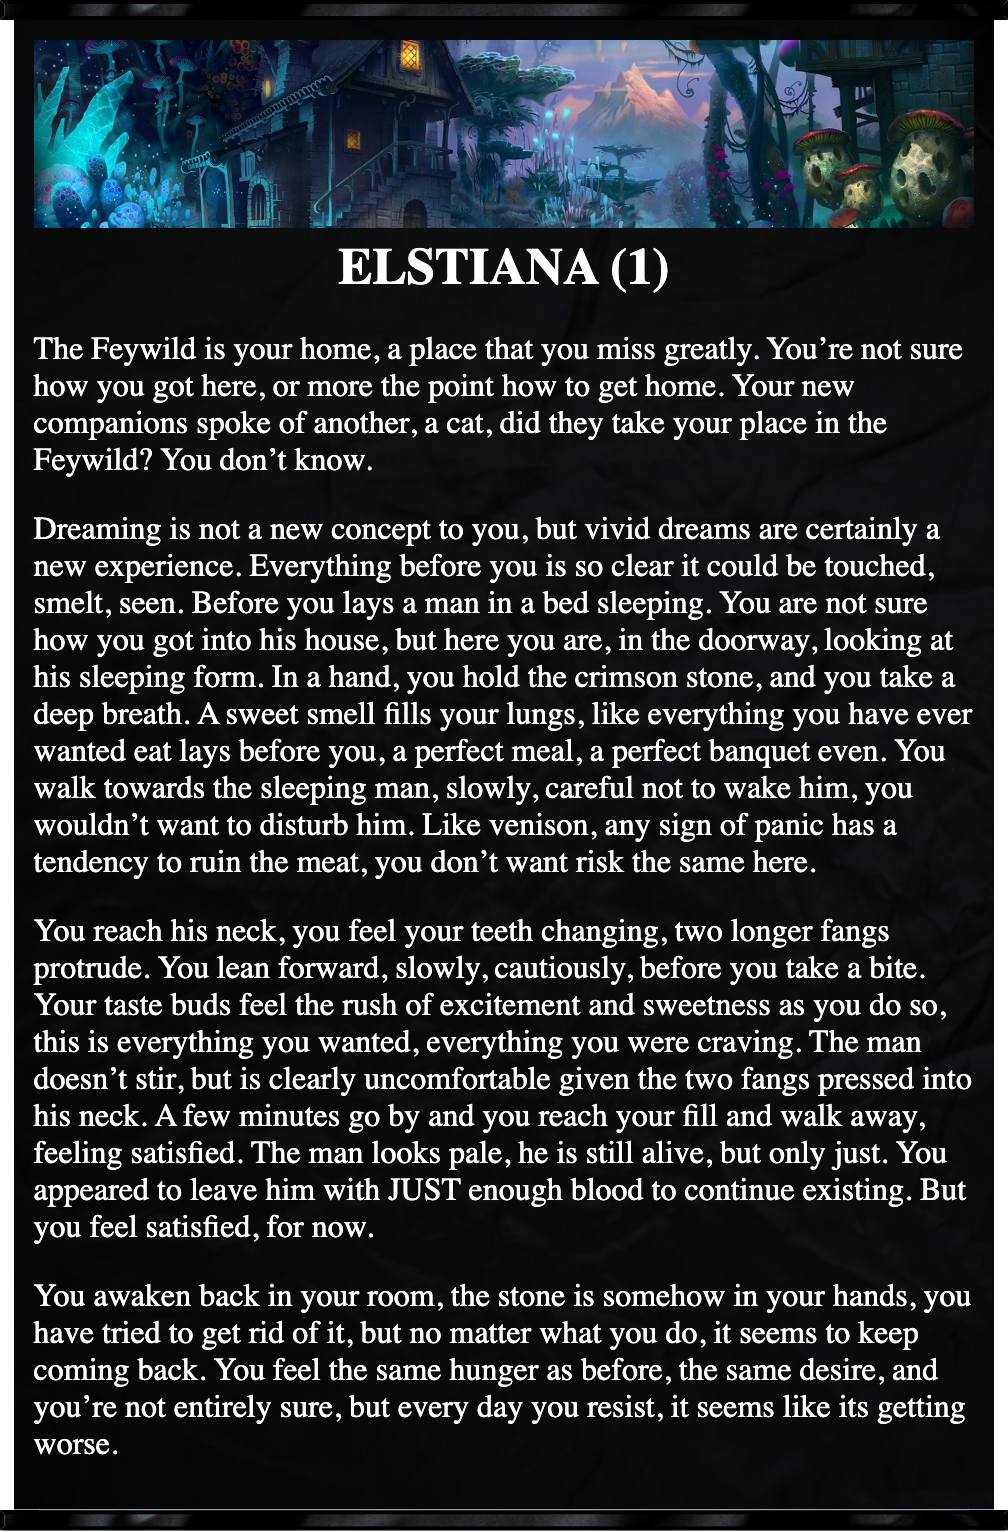 ELSTIANA (1)
The Feywild is your home, a place that you miss greatly. You’re not sure
how you got here, or more the point how to get home. Your new
companions spoke of another, a cat, did they take your place in the
Feywild? You don’t know.
Dreaming is not a new concept to you, but vivid dreams are certainly a
new experience. Everything before you is so clear it could be touched,
smelt, seen. Before you lays a man in a bed sleeping. You are not sure
how you got into his house, but here you are, in the doorway, looking at
his sleeping form. In a hand, you hold the crimson stone, and you take a
deep breath. A sweet smell fills your lungs, like everything you have ever
wanted eat lays before you, a perfect meal, a perfect banquet even. You
walk towards the sleeping man, slowly, careful not to wake him, you
wouldn’t want to disturb him. Like venison, any sign of panic has a
tendency to ruin the meat, you don’t want risk the same here.
You reach his neck, you feel your teeth changing, two longer fangs
protrude. You lean forward, slowly, cautiously, before you take a bite.
Your taste buds feel the rush of excitement and sweetness as you do so,
this is everything you wanted, everything you were craving. The man
doesn’t stir, but is clearly uncomfortable given the two fangs pressed into
his neck. A few minutes go by and you reach your fill and walk away,
feeling satisfied. The man looks pale, he is still alive, but only just. You
appeared to leave him with JUST enough blood to continue existing. But
you feel satisfied, for now.
You awaken back in your room, the stone is somehow in your hands, you
have tried to get rid of it, but no matter what you do, it seems to keep
coming back. You feel the same hunger as before, the same desire, and
you’re not entirely sure, but every day you resist, it seems like its getting
worse.